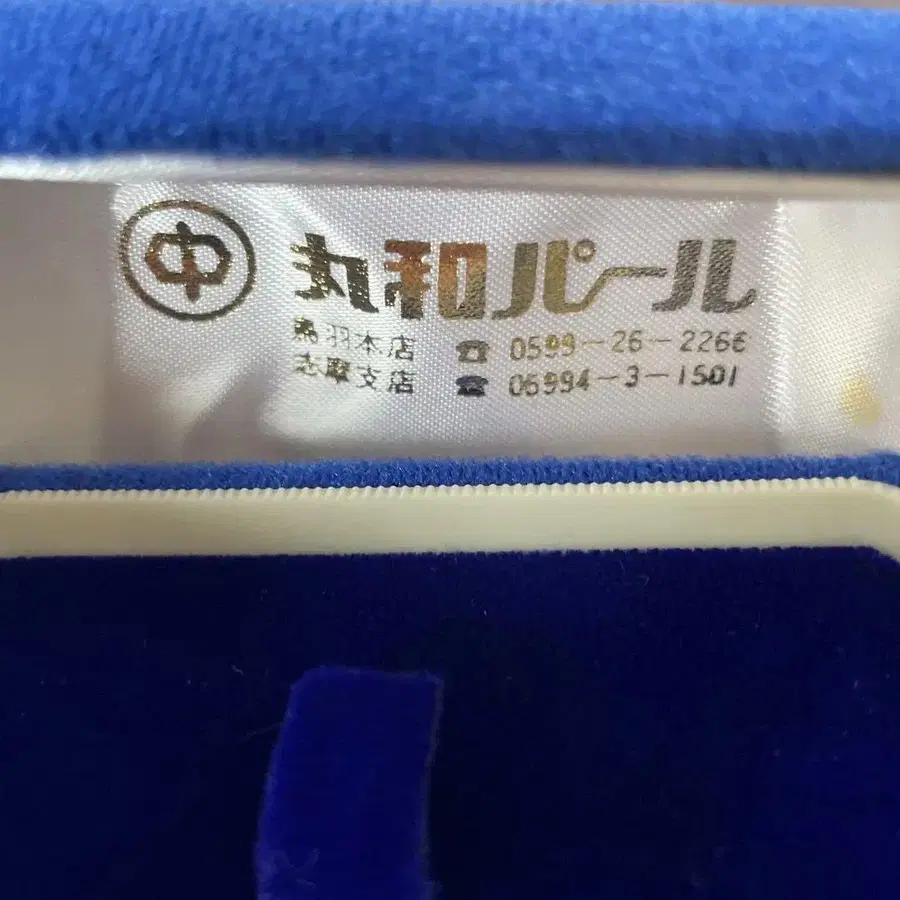 中
丸和パール
鳥羽本店 ☎ 0599-26-2266
志摩支店 ☎ 05994-3-1501